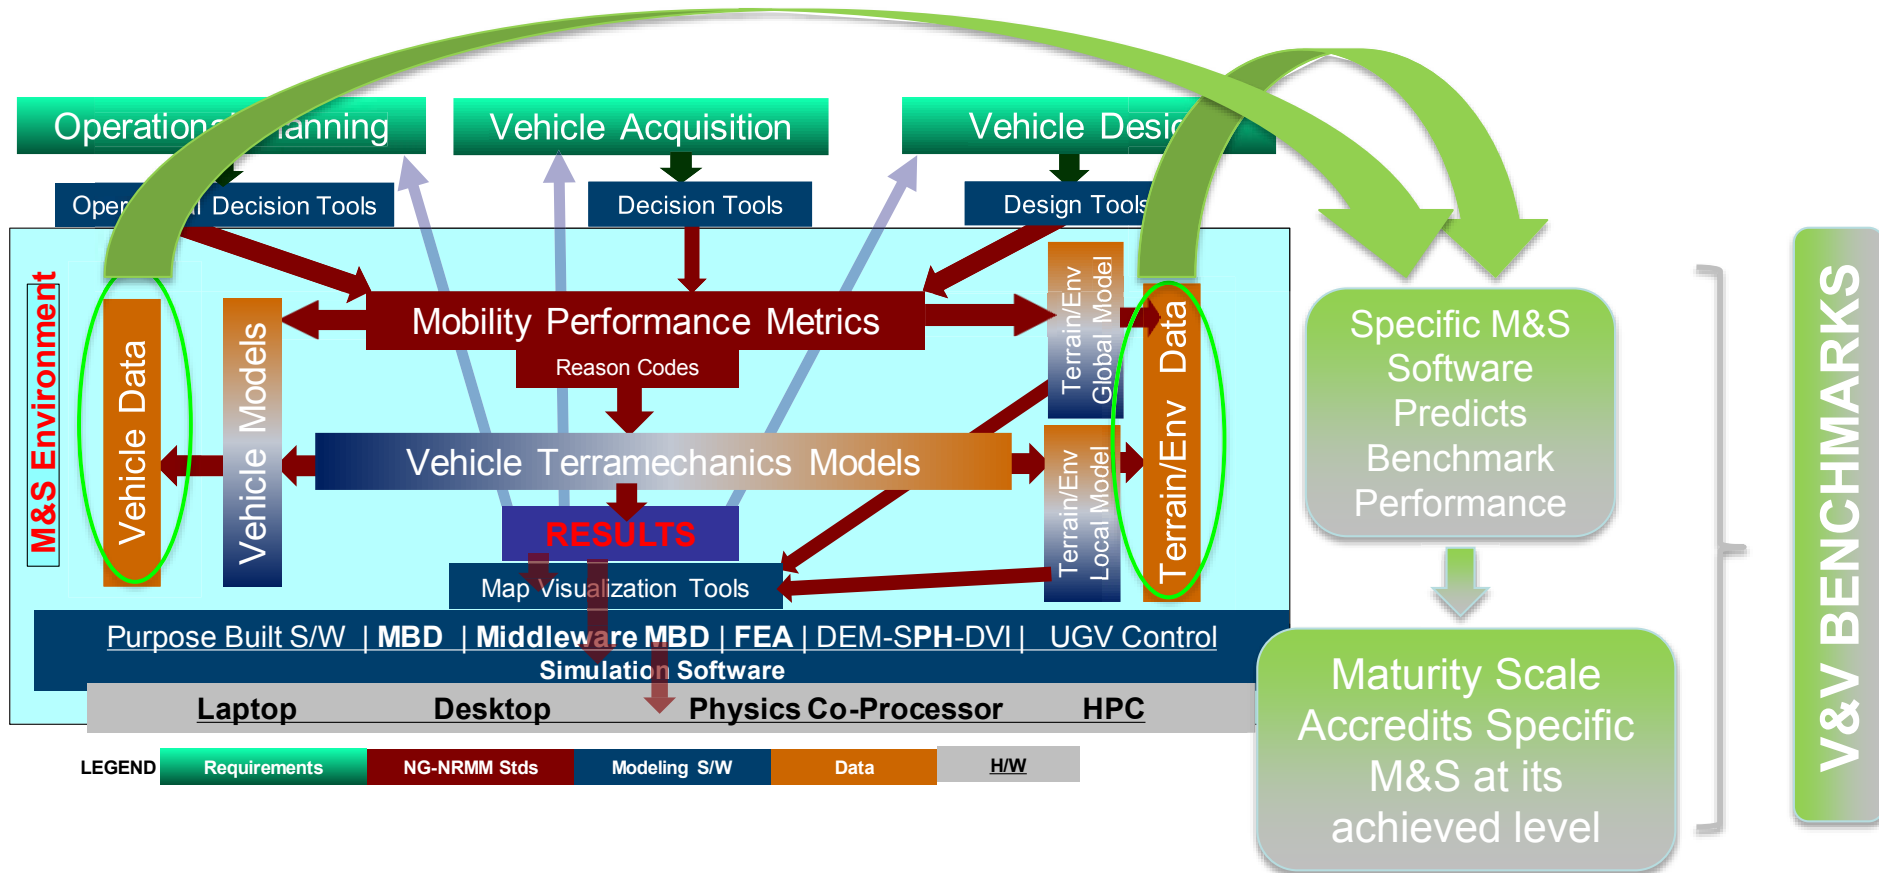 Operational Planning
Vehicle Acquisition
Vehicle Design
Operational Decision Tools
Decision Tools
Design Tools
M&S Environment
Vehicle Data
Vehicle Models
Mobility Performance Metrics
Reason Codes
Vehicle Terramechanics Models
RESULTS
Map Visualization Tools
Terrain/Env
Global Model
Terrain/Env
Local Model
Terrain/Env Data
Purpose Built S/W | MBD | Middleware MBD | FEA | DEM-SPH-DVI | UGV Control
Simulation Software
Laptop Desktop Physics Co-Processor HPC
LEGEND Requirements NG-NRMM Stds Modeling S/W Data H/W
Specific M&S
Software
Predicts
Benchmark
Performance
Maturity Scale
Accredits Specific
M&S at its
achieved level
V&V BENCHMARKS